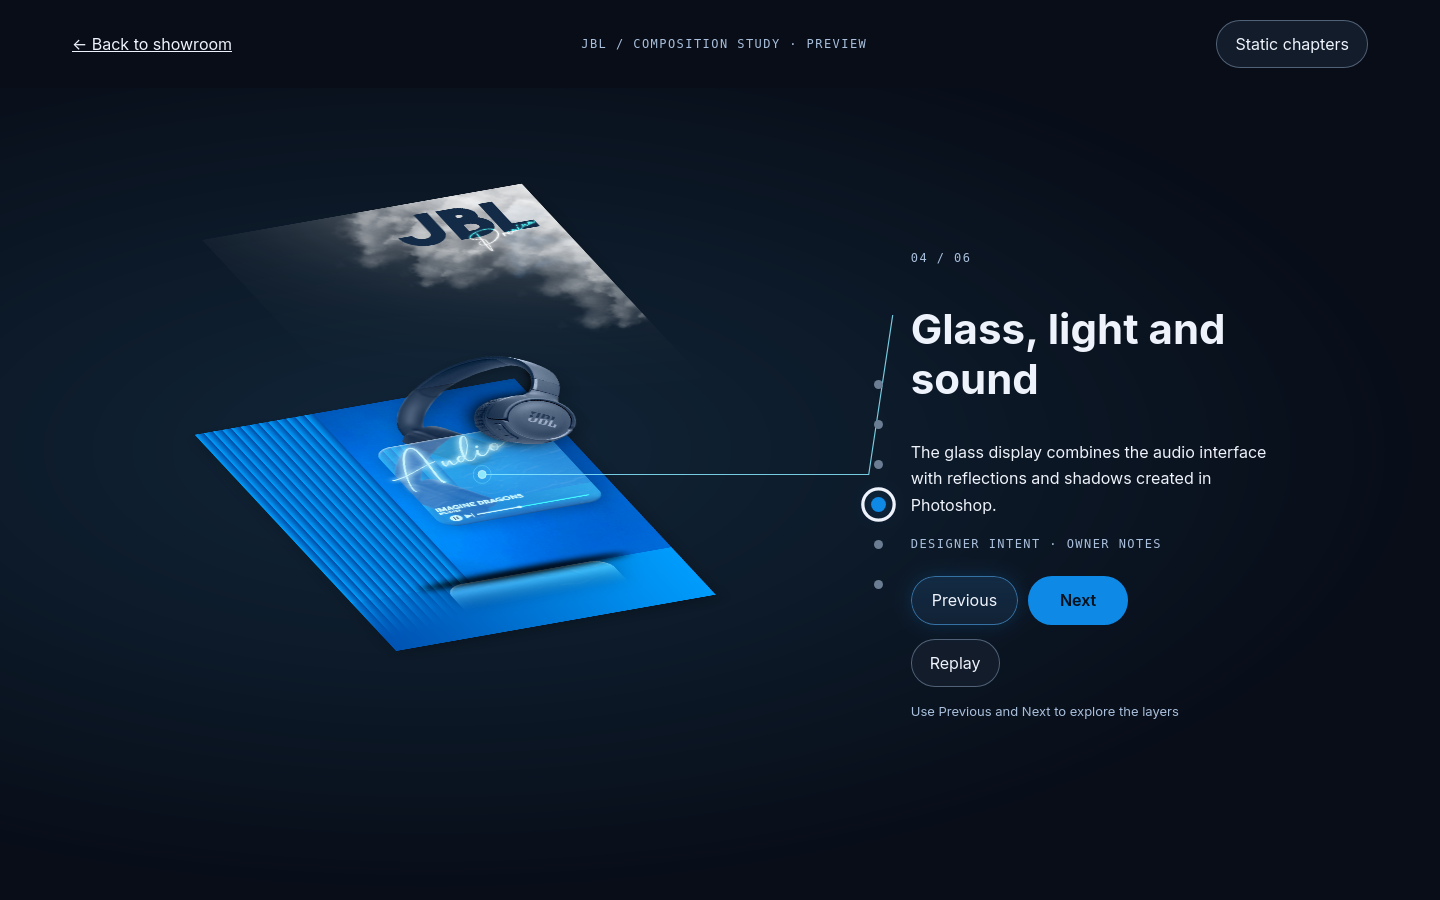 ← Back to showroom
JBL / COMPOSITION STUDY · PREVIEW
Static chapters
JBL
04 / 06
Glass, light and
sound
JBL
Audio
IMAGINE DRAGONS
The glass display combines the audio interface
with reflections and shadows created in
Photoshop.
DESIGNER INTENT · OWNER NOTES
Previous
Next
Replay
Use Previous and Next to explore the layers